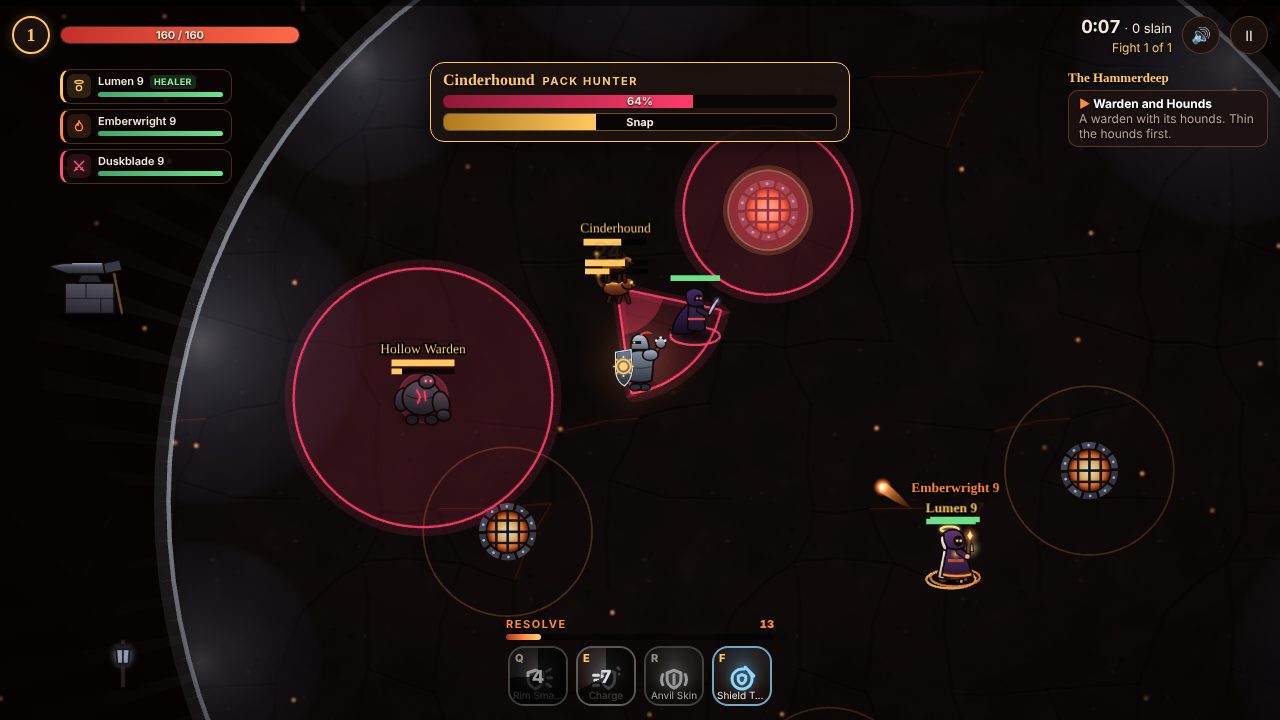 1
160 / 160
Lumen 9 HEALER
Emberwright 9
Duskblade 9
Cinderhound PACK HUNTER
64%
Snap
0:07 · 0 slain
Fight 1 of 1
The Hammerdeep
Warden and Hounds
A warden with its hounds. Thin
the hounds first.
Cinderhound
Hollow Warden
Emberwright 9
Lumen 9
RESOLVE 13
Q 4 Rim Sma...
E 7 Charge
R Anvil Skin
F Shield T...